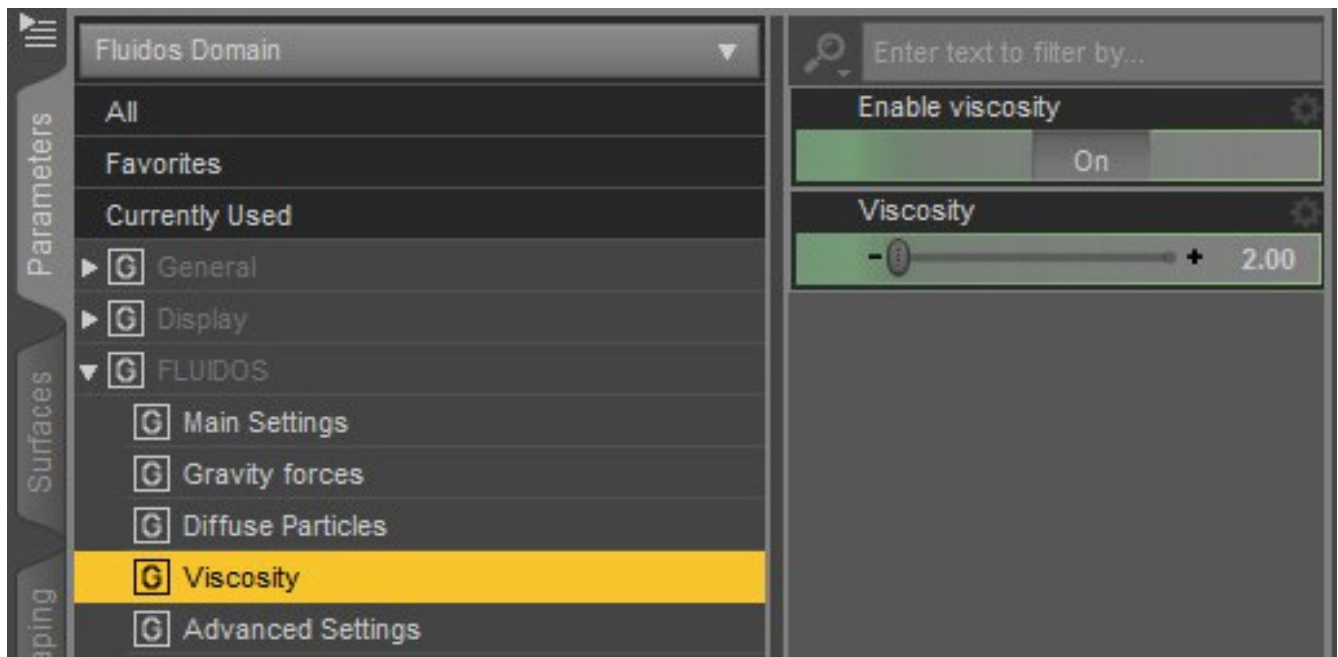 Fluidos Domain
All
Favorites
Currently Used
G General
G Display
G FLUIDOS
G Main Settings
G Gravity forces
G Diffuse Particles
G Viscosity
G Advanced Settings
Enter text to filter by...
Enable viscosity
On
Viscosity
- + 2.00
Parameters
Surfaces